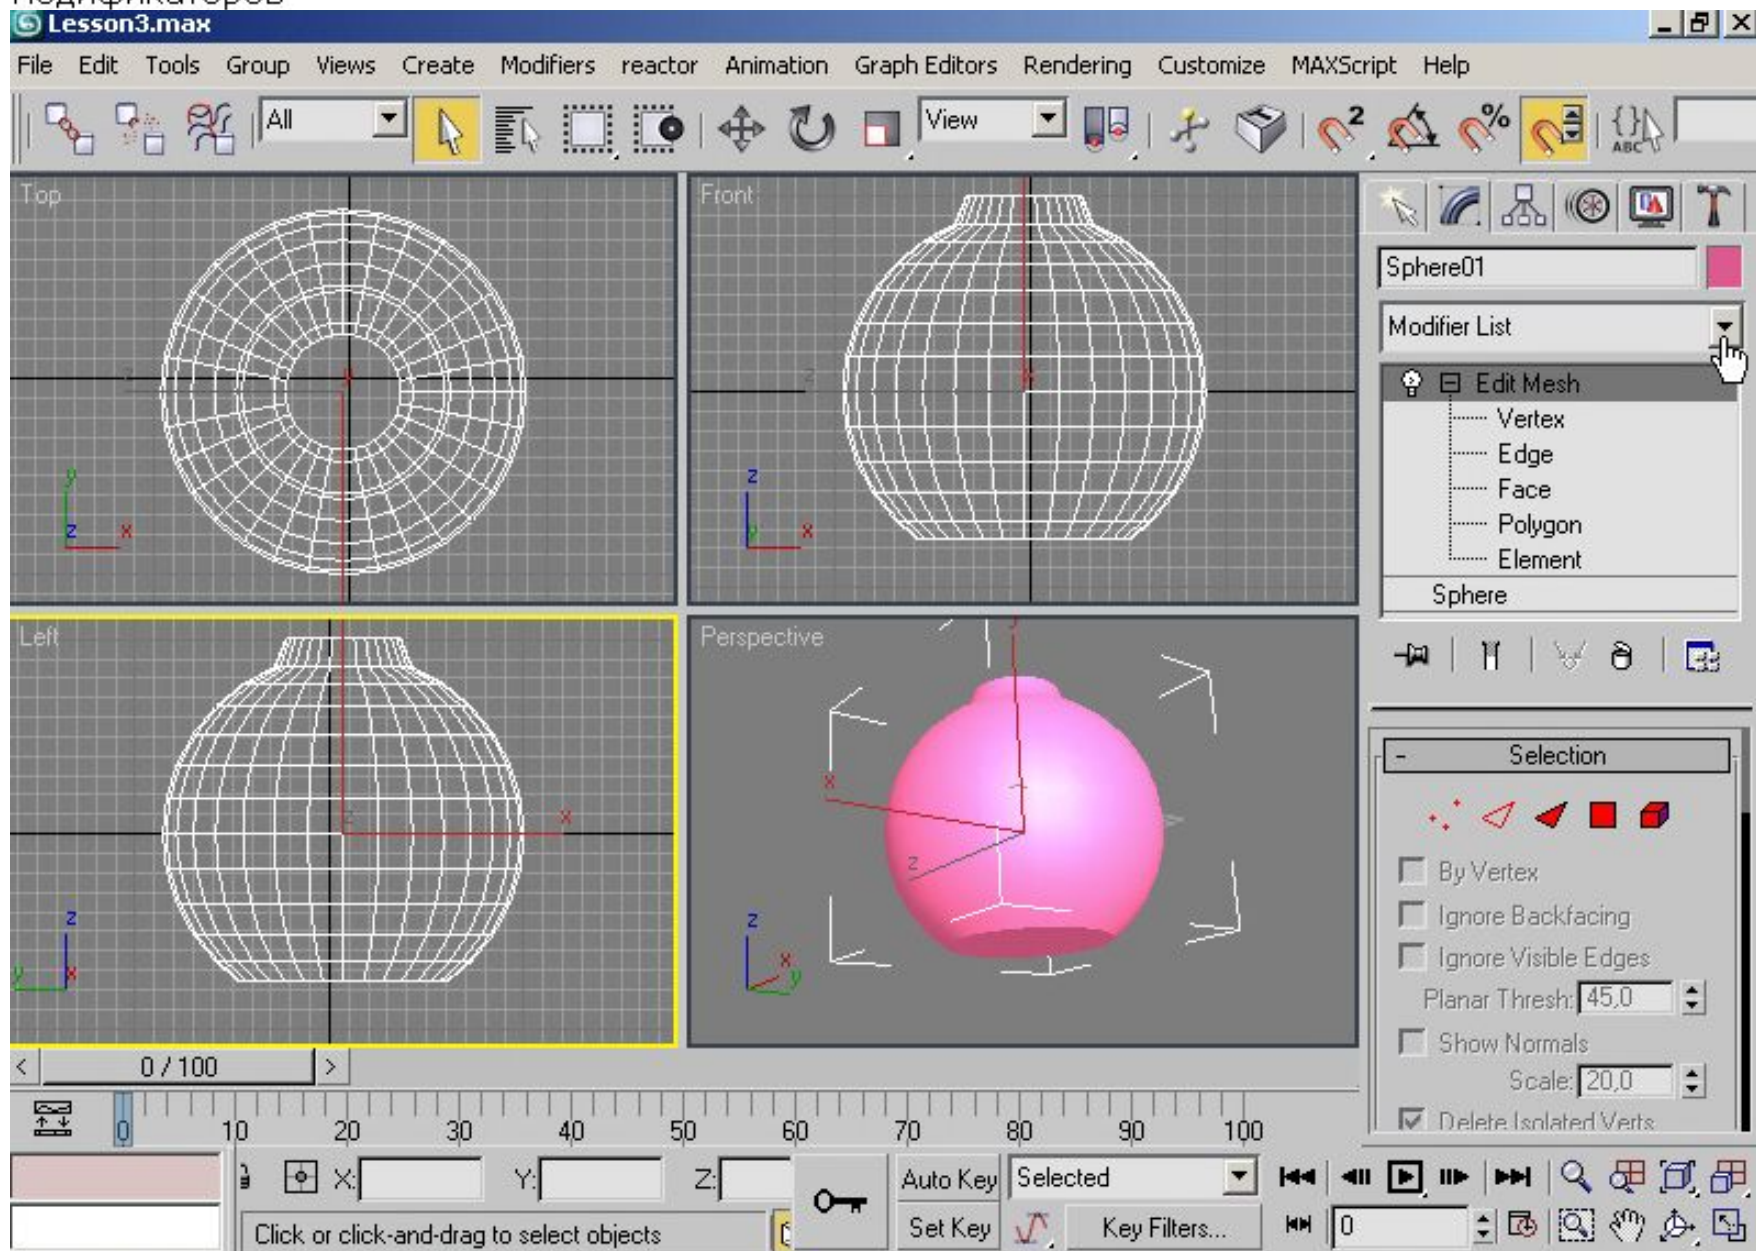 Lesson3.max
File Edit Tools Group Views Create Modifiers reactor Animation Graph Editors Rendering Customize MAXScript Help
All View 2 % {} ABC
Top Front
Sphere01
Modifier List
Edit Mesh
Vertex
Edge
Face
Polygon
Element
Sphere
z y x
z y x
Left Perspective
Selection
By Vertex
Ignore Backfacing
Ignore Visible Edges
Planar Thresh: 45,0
Show Normals
Scale: 20,0
Delete Isolated Verts
x z
z y x
z x y
< 0 / 100 >
0 10 20 30 40 50 60 70 80 90 100
X: Y: Z: Auto Key Selected
Click or click-and-drag to select objects Set Key Key Filters... 0